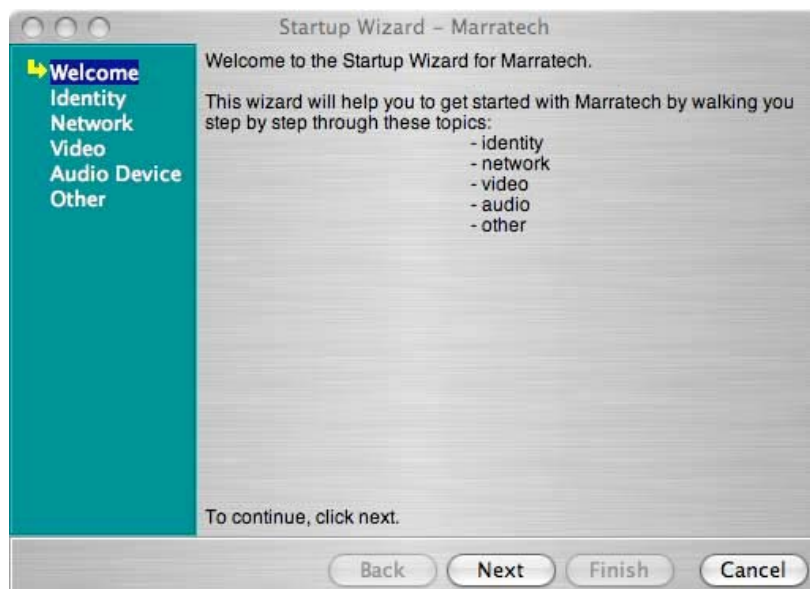 Startup Wizard – Marratech
Welcome
Identity
Network
Video
Audio Device
Other
Welcome to the Startup Wizard for Marratech.
This wizard will help you to get started with Marratech by walking you
step by step through these topics:
- identity
- network
- video
- audio
- other
To continue, click next.
Back
Next
Finish
Cancel